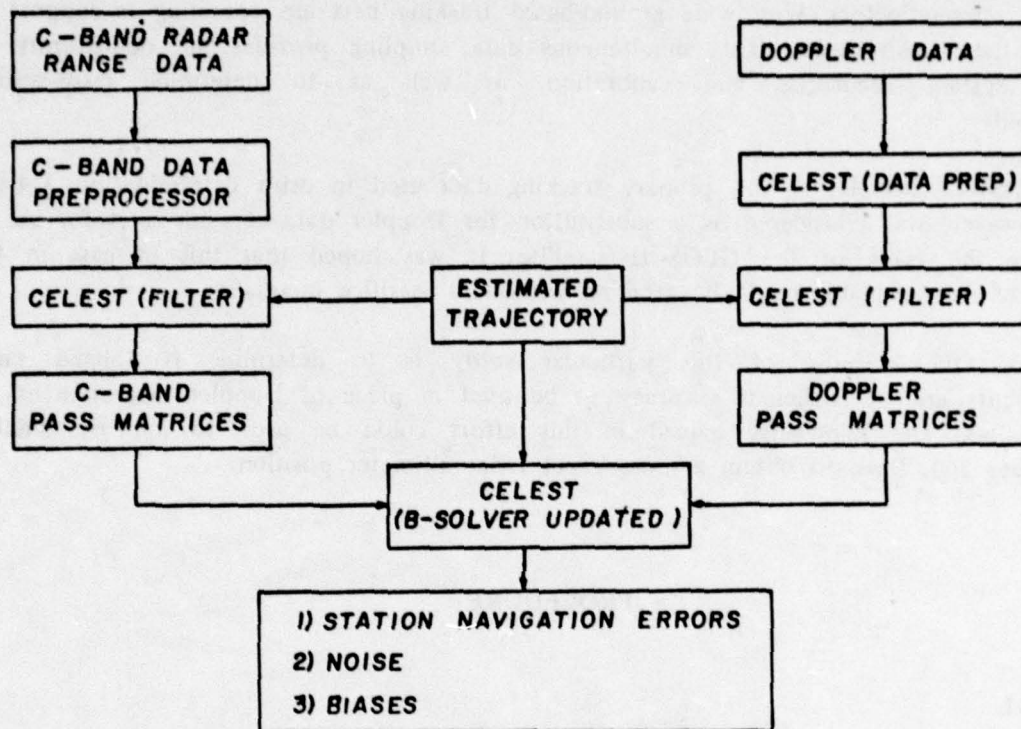 C-BAND RADAR
RANGE DATA
DOPPLER DATA
C-BAND DATA
PREPROCESSOR
CELEST (DATA PREP)
CELEST (FILTER)
ESTIMATED
TRAJECTORY
CELEST (FILTER)
C-BAND
PASS MATRICES
DOPPLER
PASS MATRICES
CELEST
(B-SOLVER UPDATED)
1) STATION NAVIGATION ERRORS
2) NOISE
3) BIASES